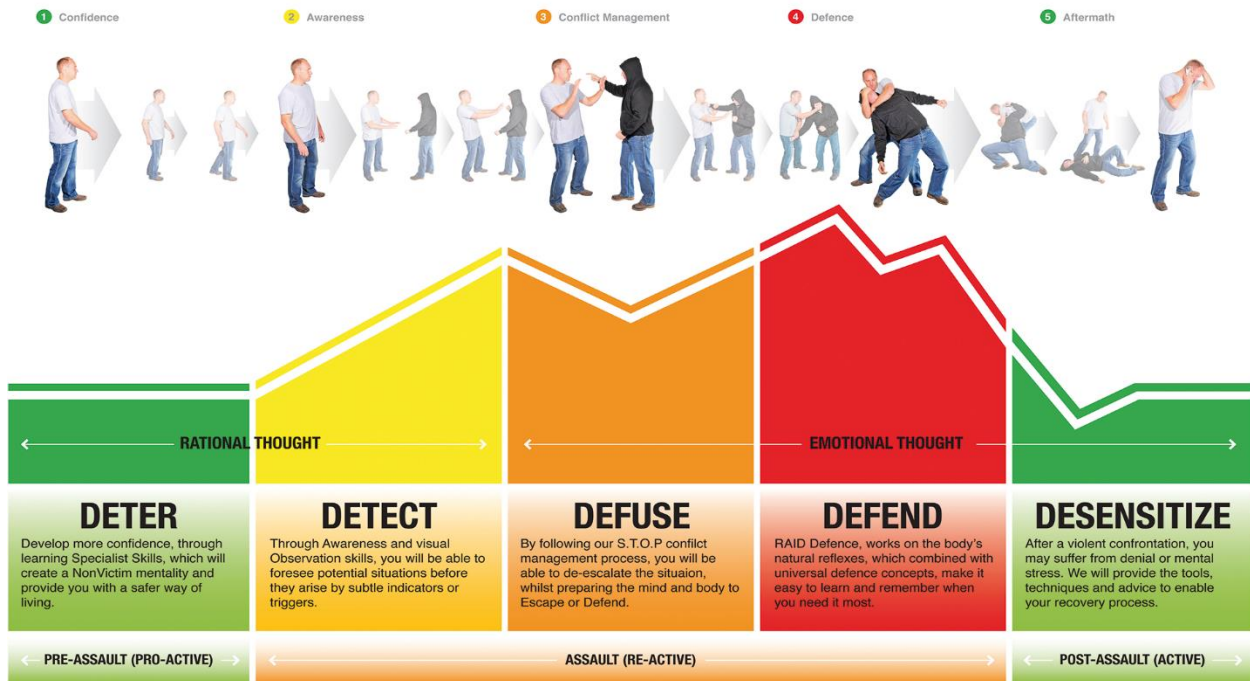 1 Confidence
2 Awareness
3 Conflict Management
4 Defence
5 Aftermath
RATIONAL THOUGHT
EMOTIONAL THOUGHT
DETER
Develop more confidence, through
learning Specialist Skills, which will
create a NonVictim mentality and
provide you with a safer way of
living.
DETECT
Through Awareness and visual
Observation skills, you will be able to
foresee potential situations before
they arise by subtle indicators or
triggers.
DEFUSE
By following our S.T.O.P confilct
management process, you will be
able to de-escalate the situaion,
whilst preparing the mind and body to
Escape or Defend.
DEFEND
RAID Defence, works on the body's
natural reflexes, which combined with
universal defence concepts, make it
easy to learn and remember when
you need it most.
DESENSITIZE
After a violent confrontation, you
may suffer from denial or mental
stress. We will provide the tools,
techniques and advice to enable
your recovery process.
PRE-ASSAULT (PRO-ACTIVE)
ASSAULT (RE-ACTIVE)
POST-ASSAULT (ACTIVE)